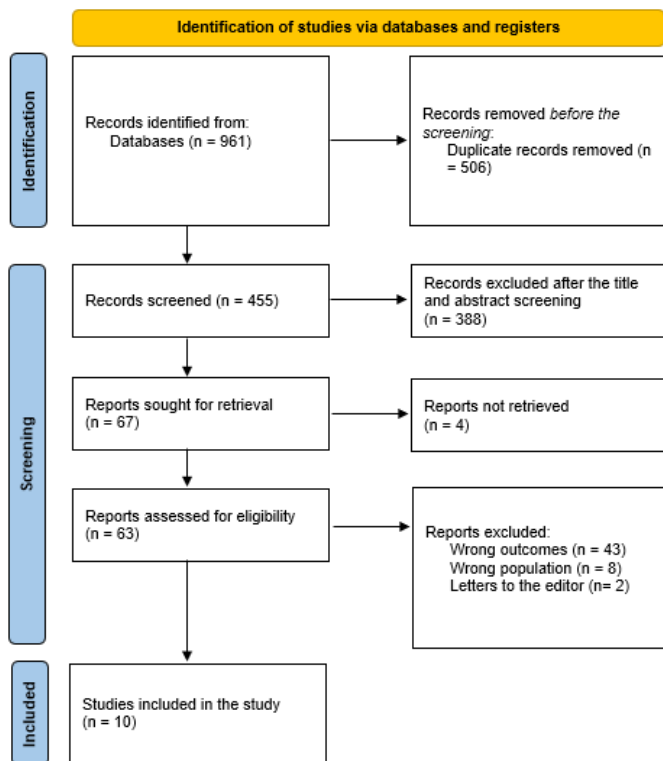 Identification of studies via databases and registers
Identification
Records identified from:
Databases (n = 961)
Records removed before the
screening:
Duplicate records removed (n
= 506)
Screening
Records screened (n = 455)
Records excluded after the title
and abstract screening
(n = 388)
Reports sought for retrieval
(n = 67)
Reports not retrieved
(n = 4)
Reports assessed for eligibility
(n = 63)
Reports excluded:
Wrong outcomes (n = 43)
Wrong population (n = 8)
Letters to the editor (n= 2)
Included
Studies included in the study
(n = 10)